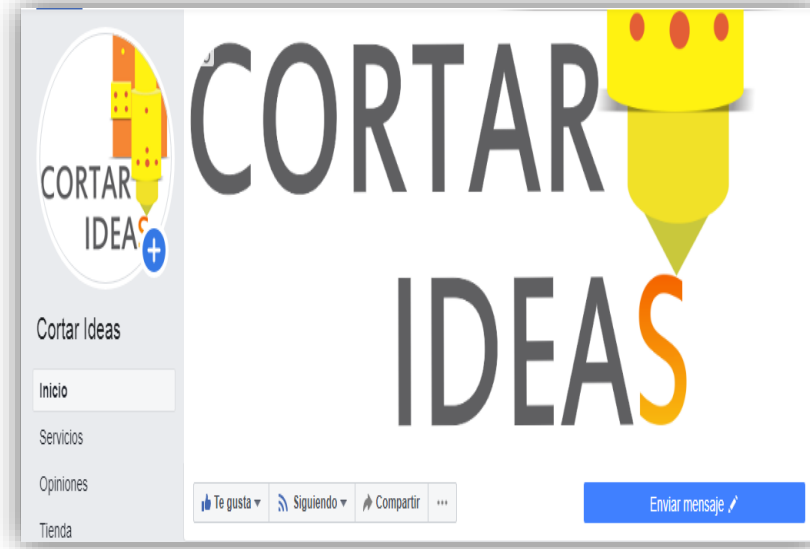 CORTAR
IDEAS
Cortar Ideas
Inicio
Servicios
Opiniones
Tienda
CORTAR
IDEAS
Te gusta
Siguiendo
Compartir
Enviar mensaje